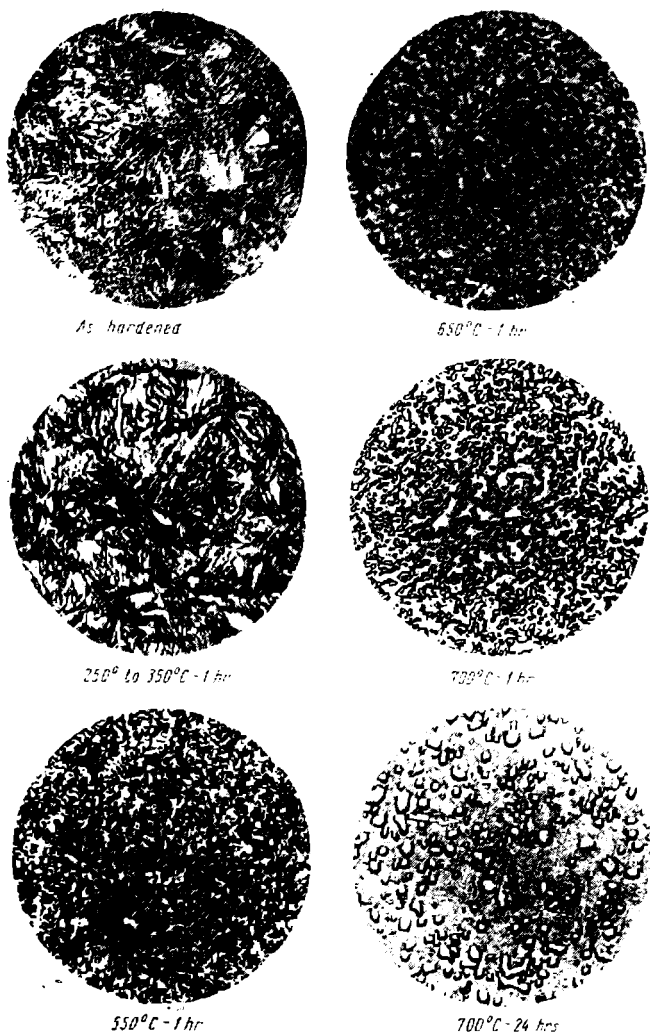 As hardened
650°C - 1 hr
250° to 350°C - 1 hr
700°C - 1 hr
550°C - 1 hr
700°C - 24 hrs